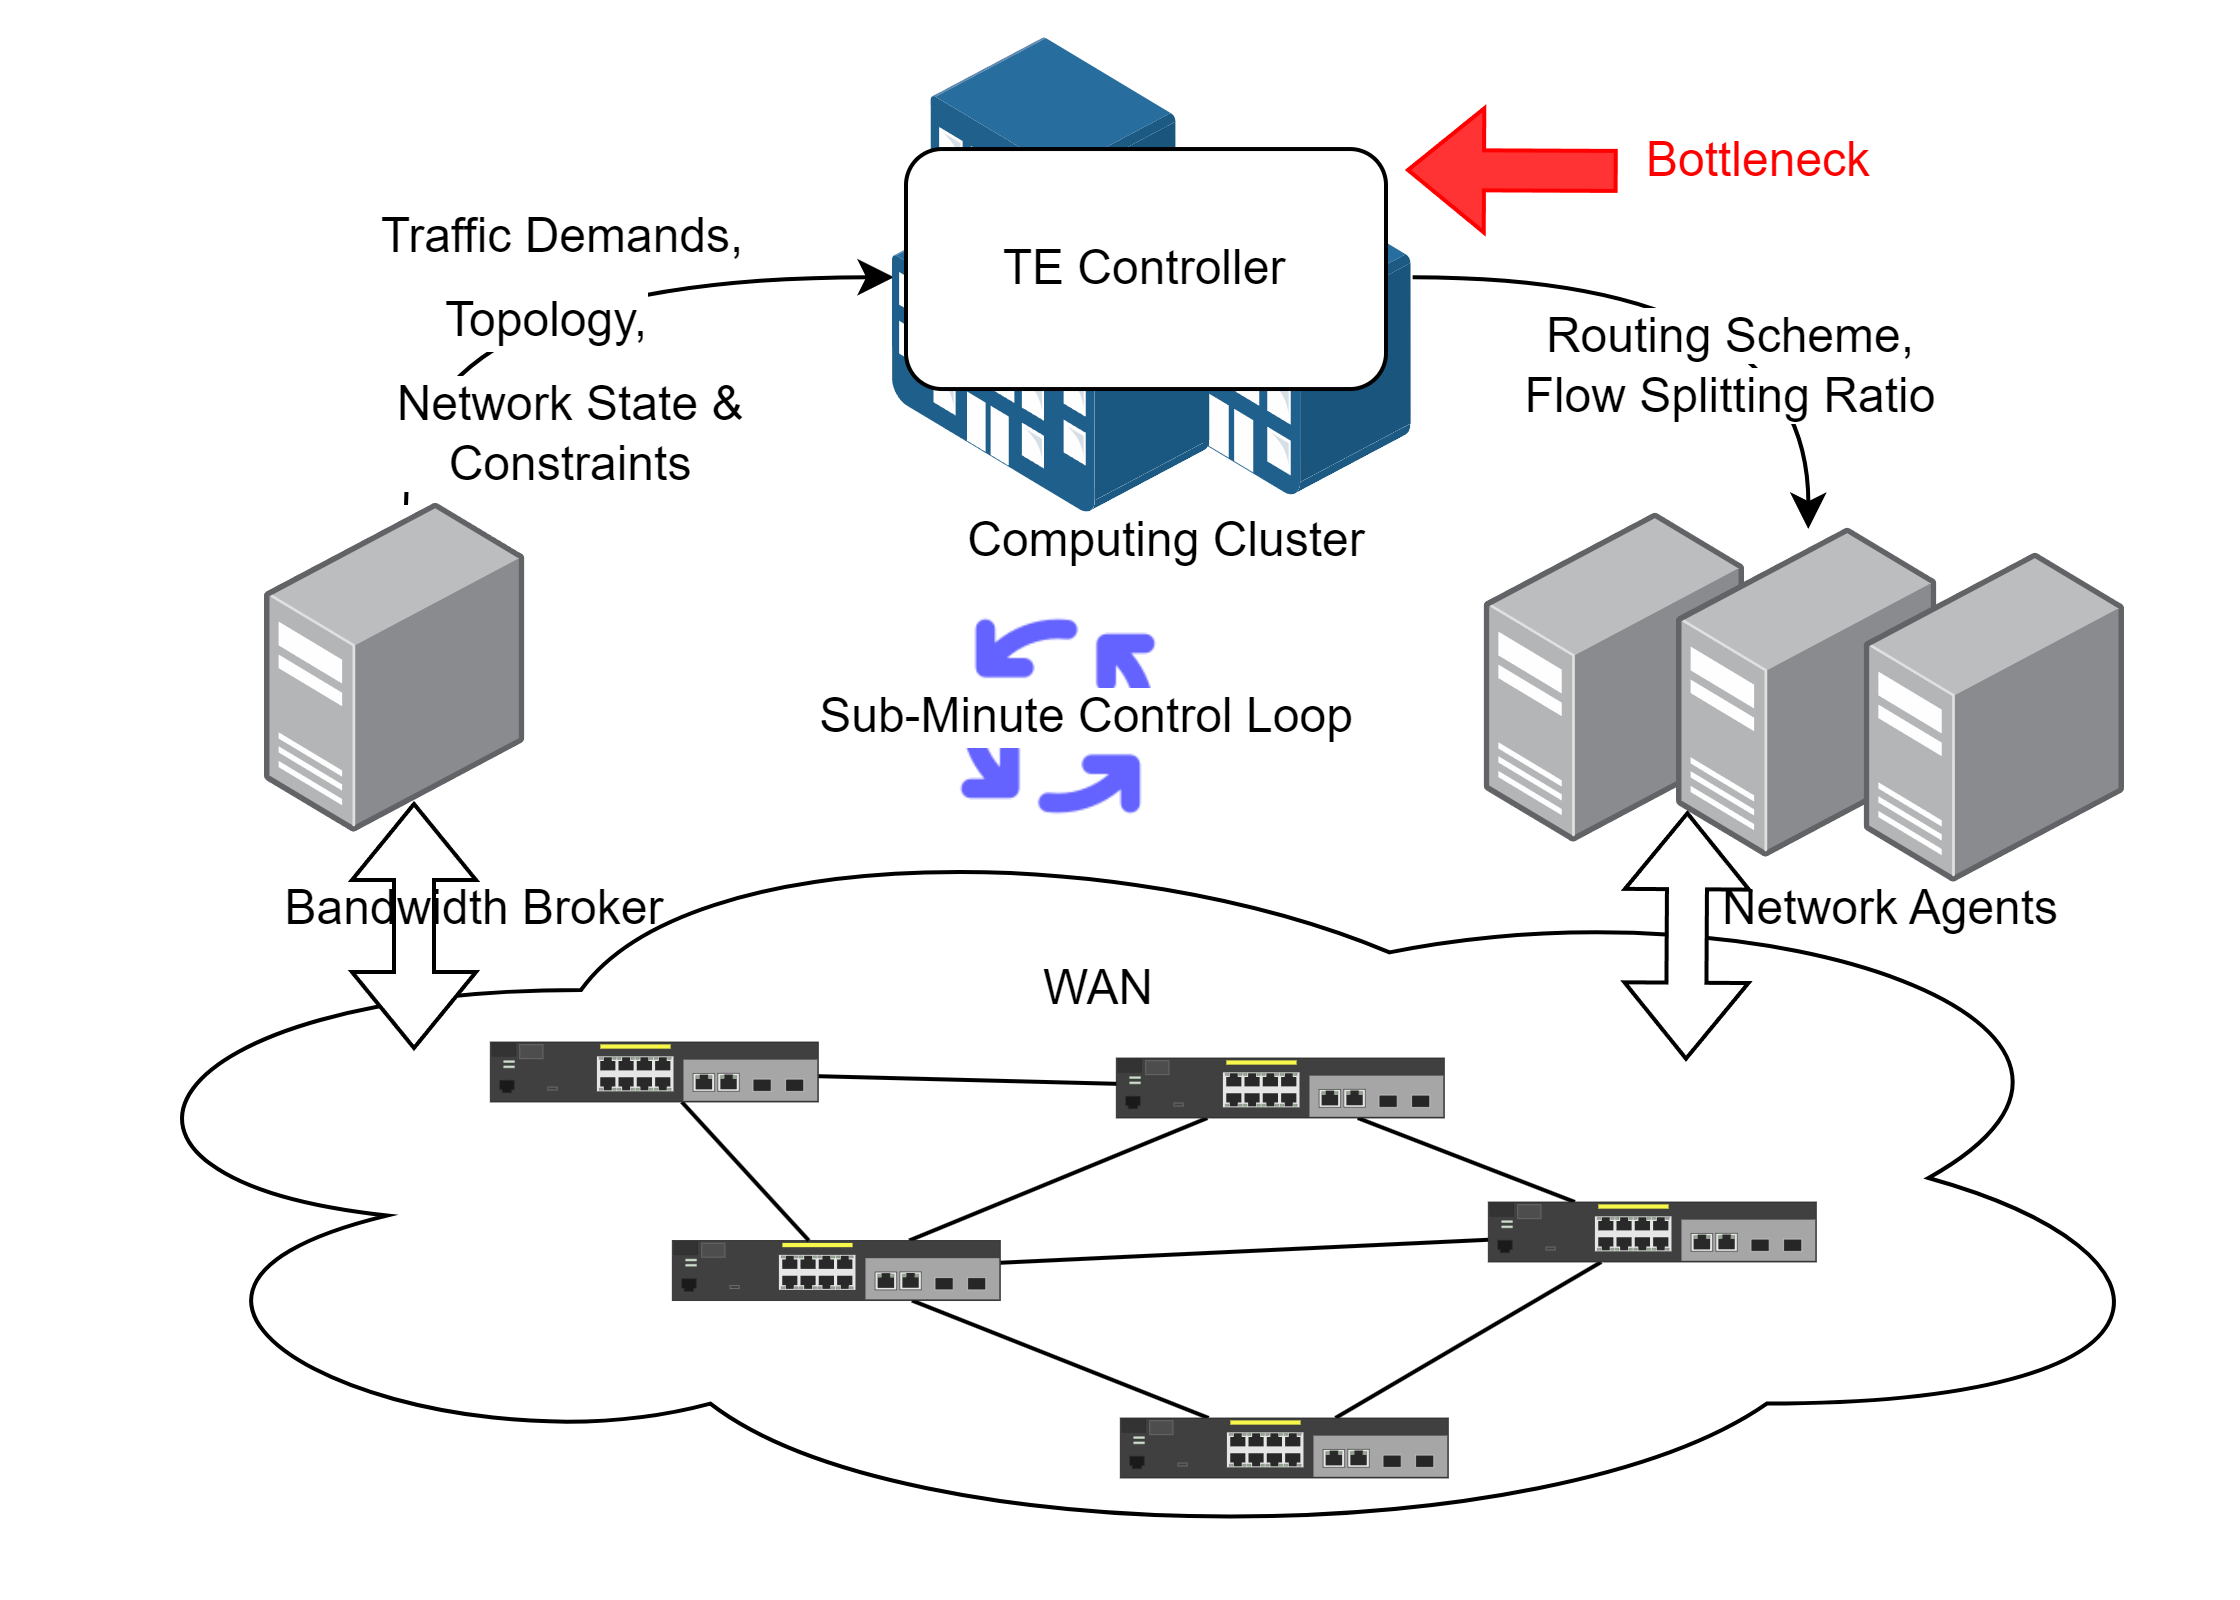 Bottleneck
Traffic Demands,
Topology,
Network State &
Constraints
TE Controller
Routing Scheme,
Flow Splitting Ratio
Computing Cluster
Sub-Minute Control Loop
Bandwidth Broker
Network Agents
WAN